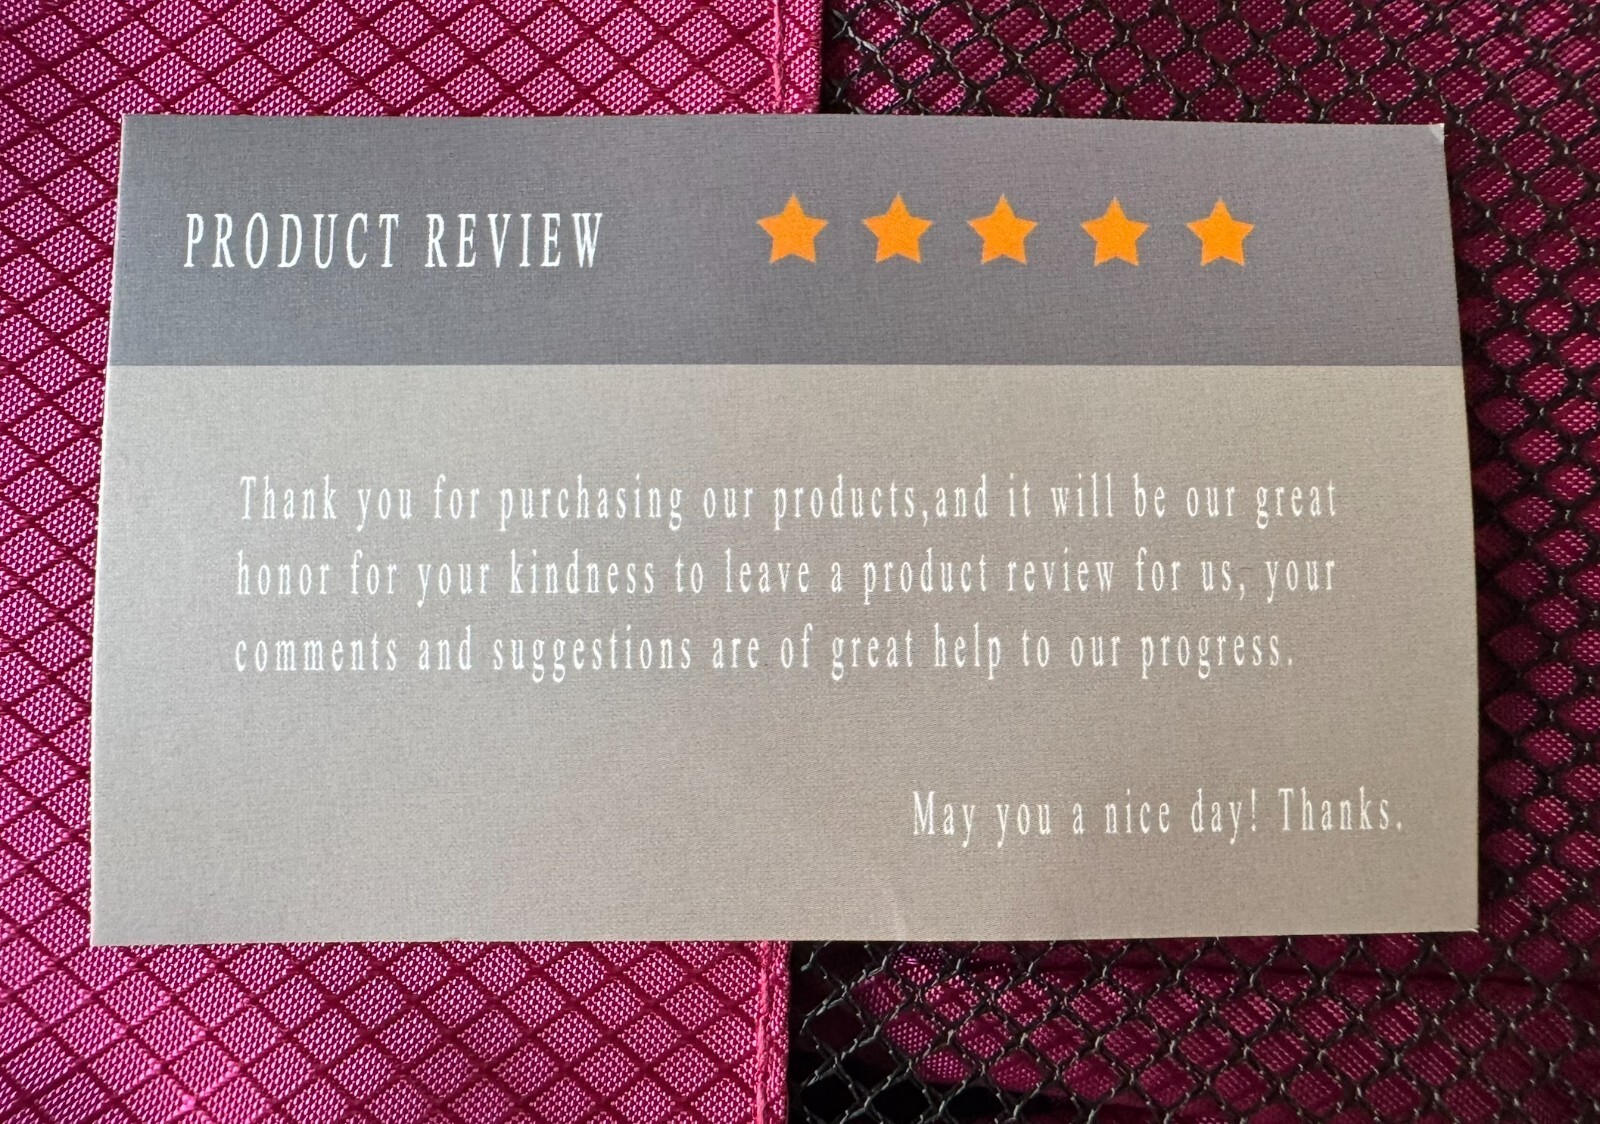 PRODUCT REVIEW
Thank you for purchasing our products,and it will be our great
honor for your kindness to leave a product review for us, your
comments and suggestions are of great help to our progress.
May you a nice day! Thanks.